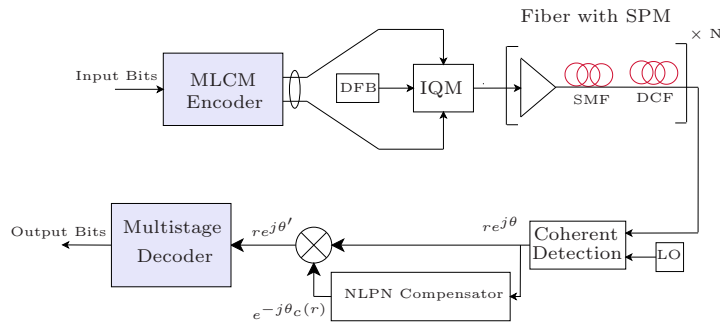 Fiber with SPM
× N
Input Bits
MLCM
Encoder
DFB
IQM
SMF
DCF
Output Bits
Multistage
Decoder
re^{jθ′}
re^{jθ}
Coherent
Detection
LO
NLPN Compensator
e^{−jθ_c(r)}